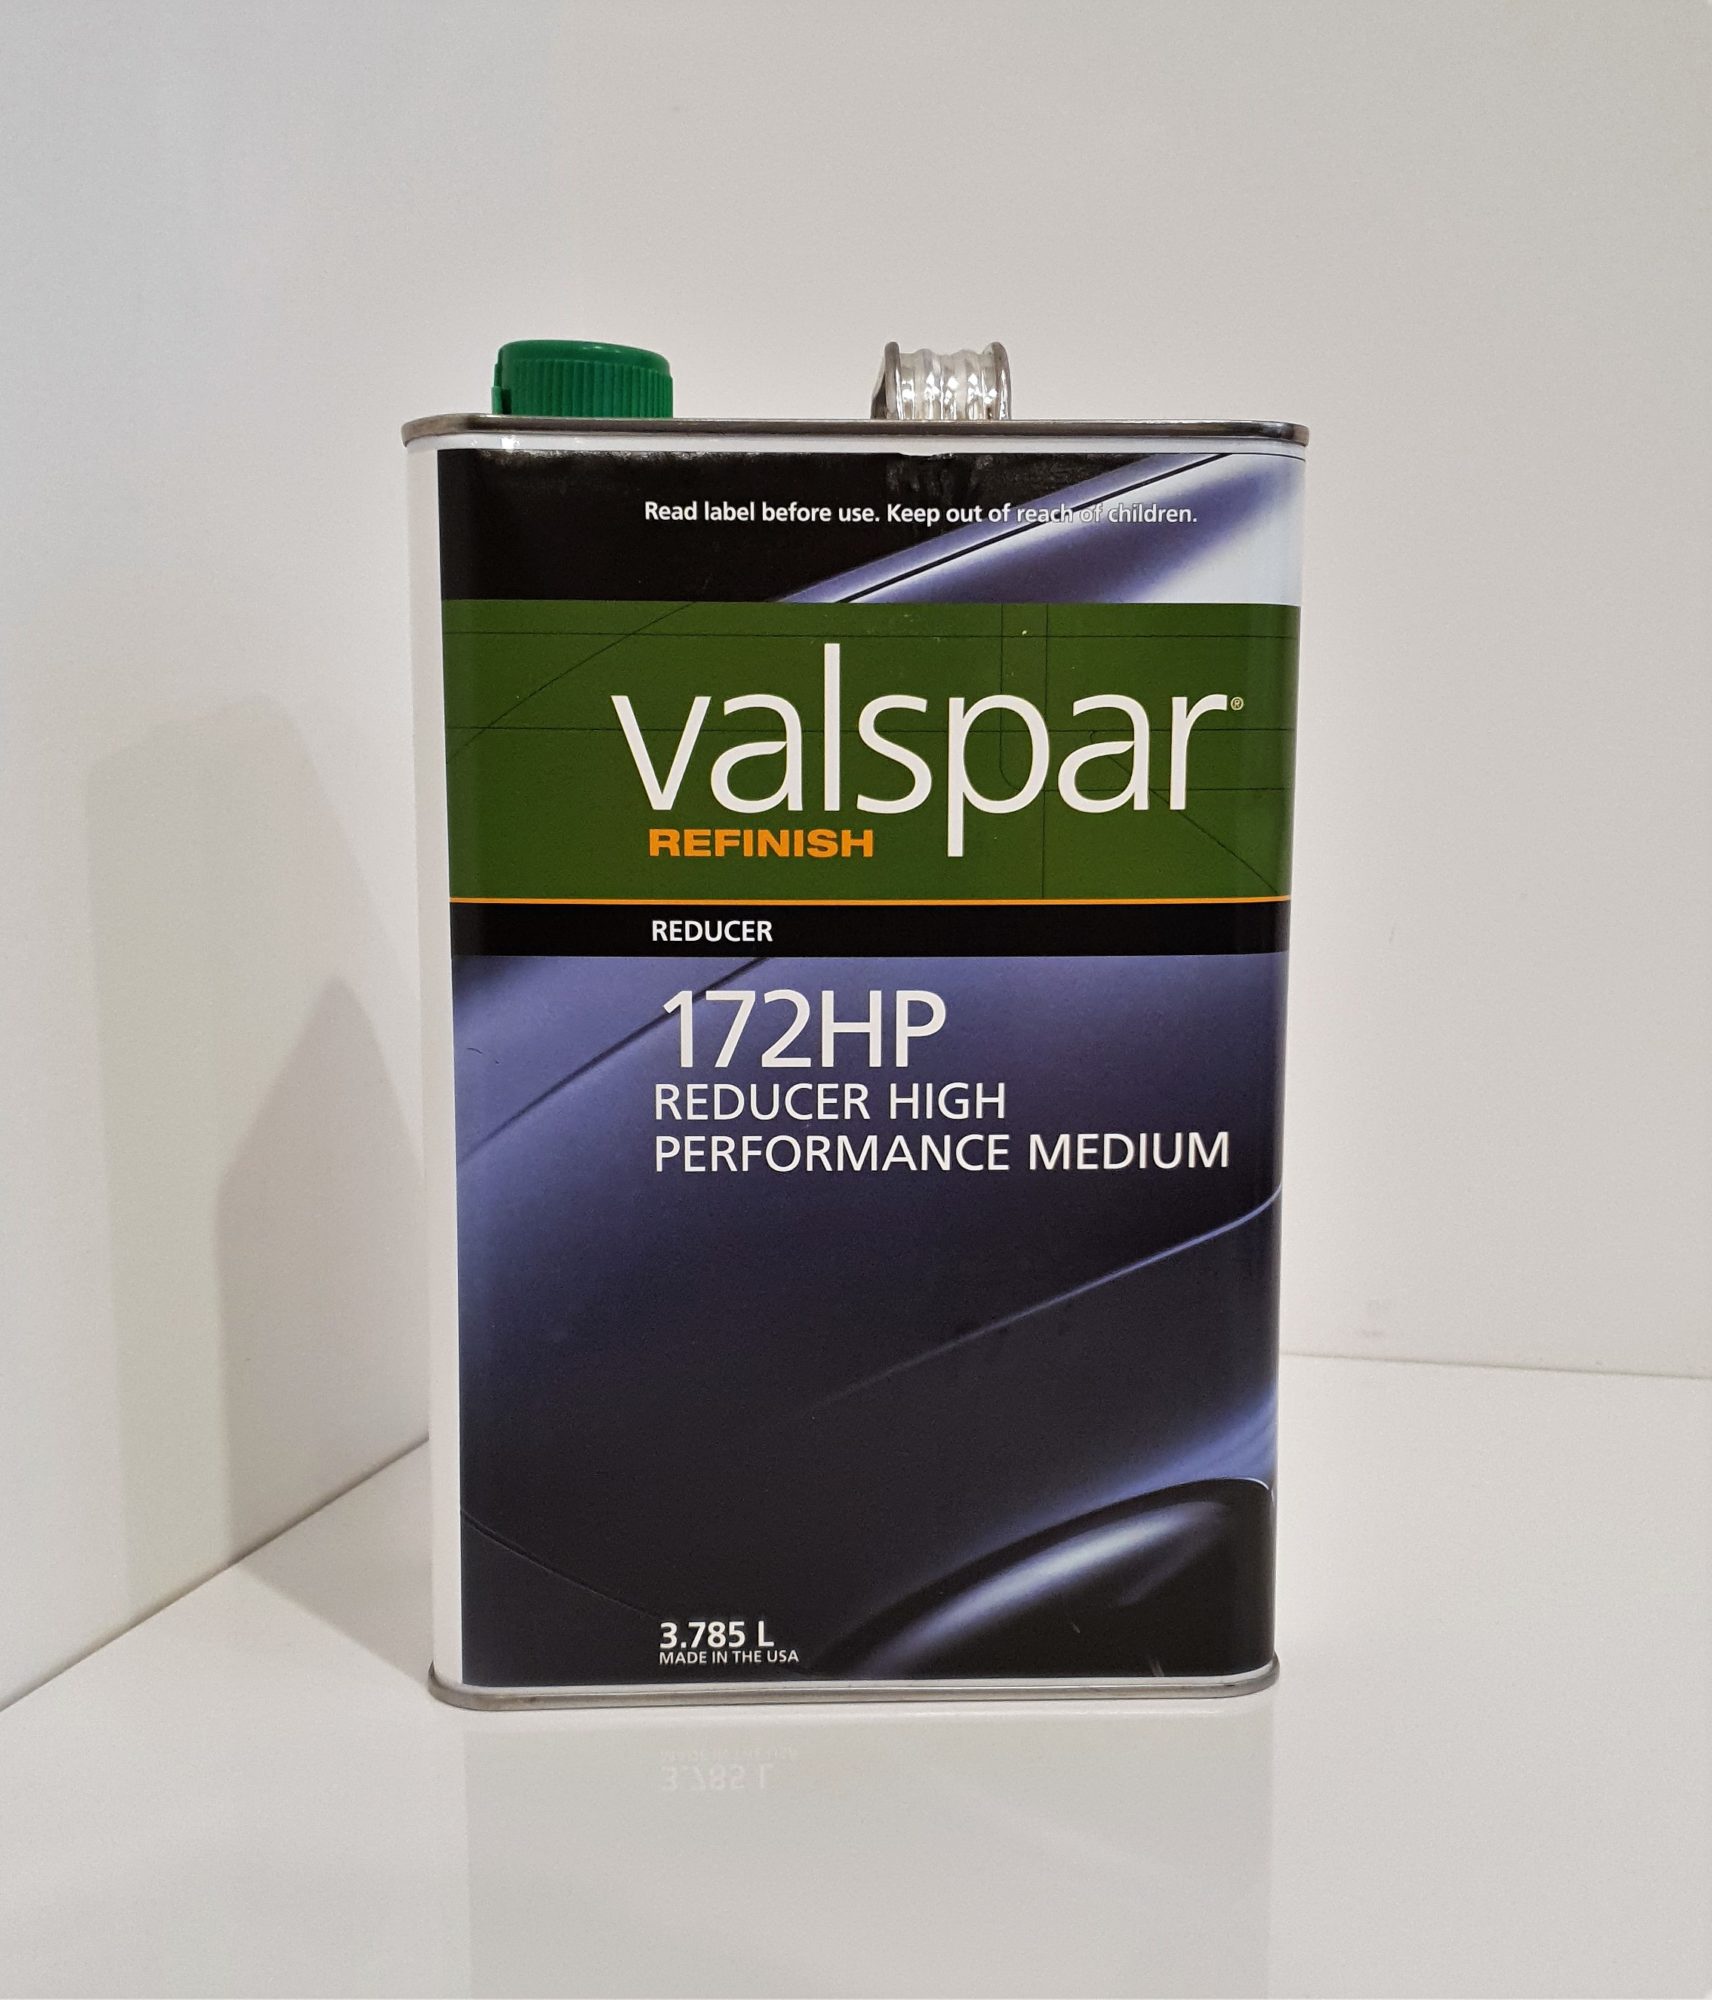 Read label before use. Keep out of reach of children.
valspar®
REFINISH
REDUCER
172HP
REDUCER HIGH
PERFORMANCE MEDIUM
3.785 L
MADE IN THE USA